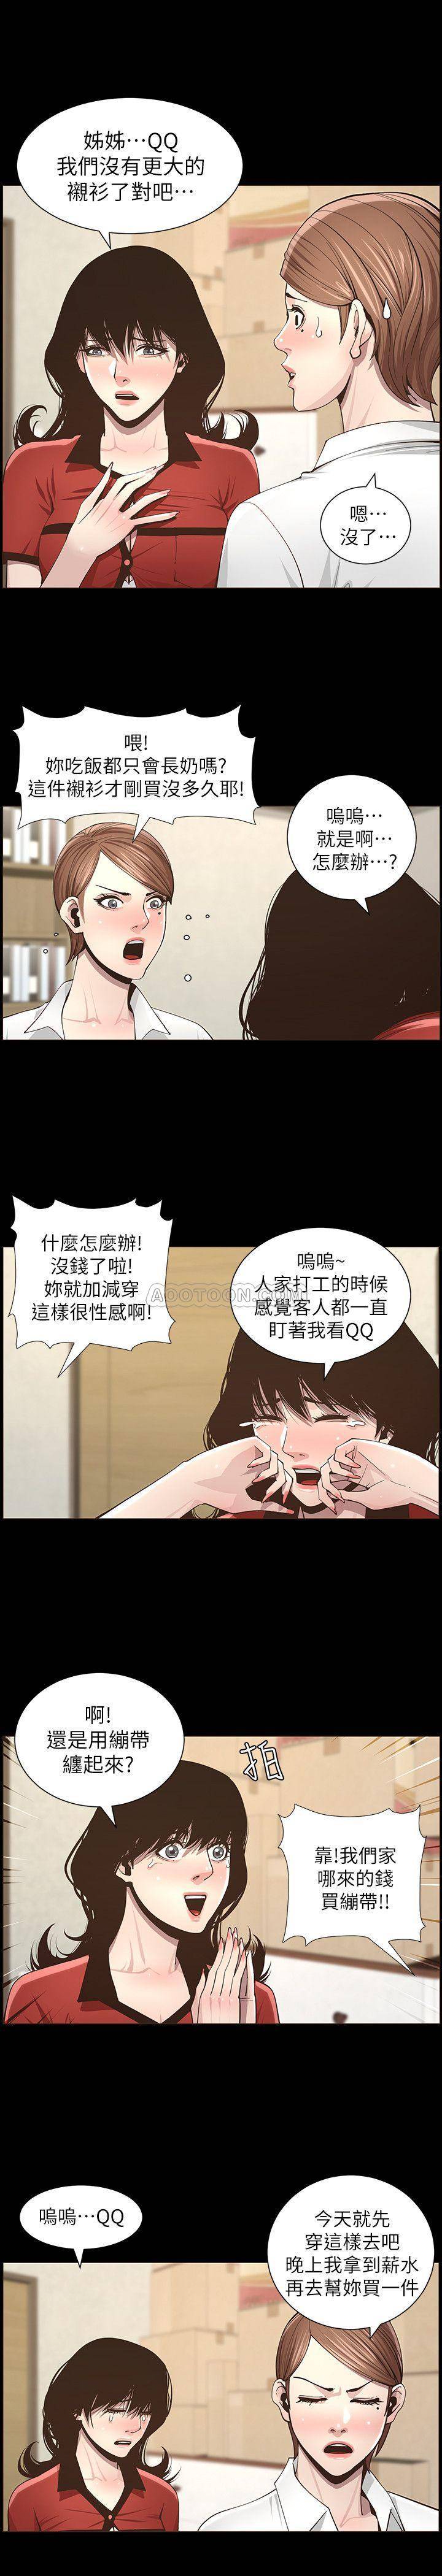 姊姊…QQ
我們沒有更大的
襯衫了對吧…
嗯…
沒了…
喂!
妳吃飯都只會長奶嗎?
這件襯衫才剛買沒多久耶!
嗚嗚…
就是啊…
怎麼辦…?
什麼怎麼辦!
沒錢了啦!
妳就加減穿
這樣很性感啊!
嗚嗚~
人家打工的時候
感覺客人都一直
盯著我看QQ
啊!
還是用繃帶
纏起來?
拍
靠!我們家
哪來的錢
買繃帶!!
嗚嗚…QQ
今天就先
穿這樣去吧
晚上我拿到薪水
再去幫妳買一件